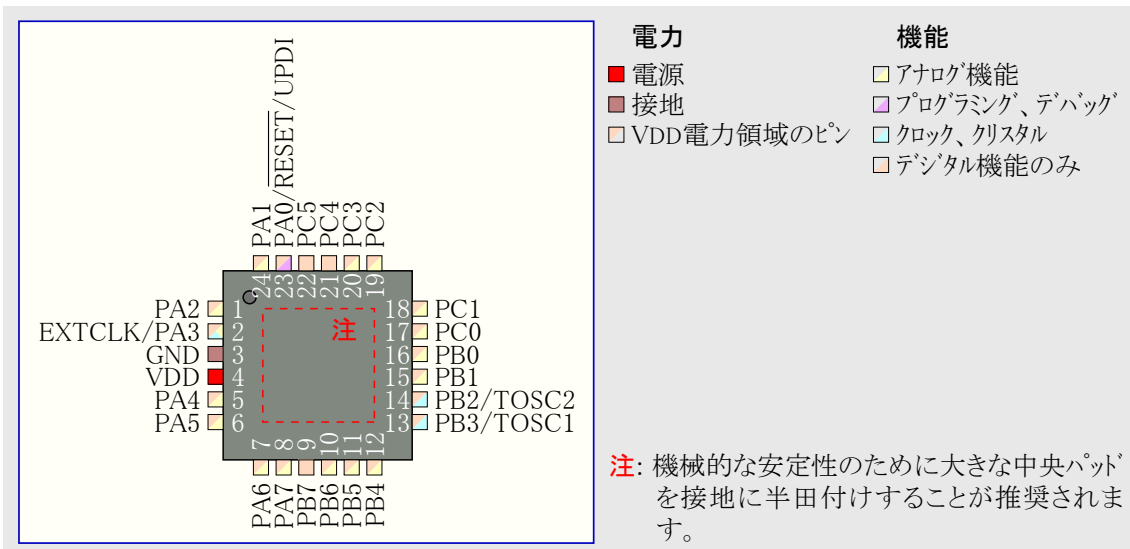 電力
機能
電源
アナログ機能
接地
プログラミング、デバッグ
VDD電力領域のピン
クロック、クリスタル
デジタル機能のみ
PA1
PA0/RESET/UPDI
PC5
PC4
PC3
PC2
24
23
22
21
20
19
PA2 1
EXTCLK/PA3 2
GND 3
VDD 4
PA4 5
PA5 6
注
18 PC1
17 PC0
16 PB0
15 PB1
14 PB2/TOSC2
13 PB3/TOSC1
7
8
9
10
11
12
PA6
PA7
PB7
PB6
PB5
PB4
注: 機械的な安定性のために大きな中央パッド
を接地に半田付けすることが推奨されま
す。